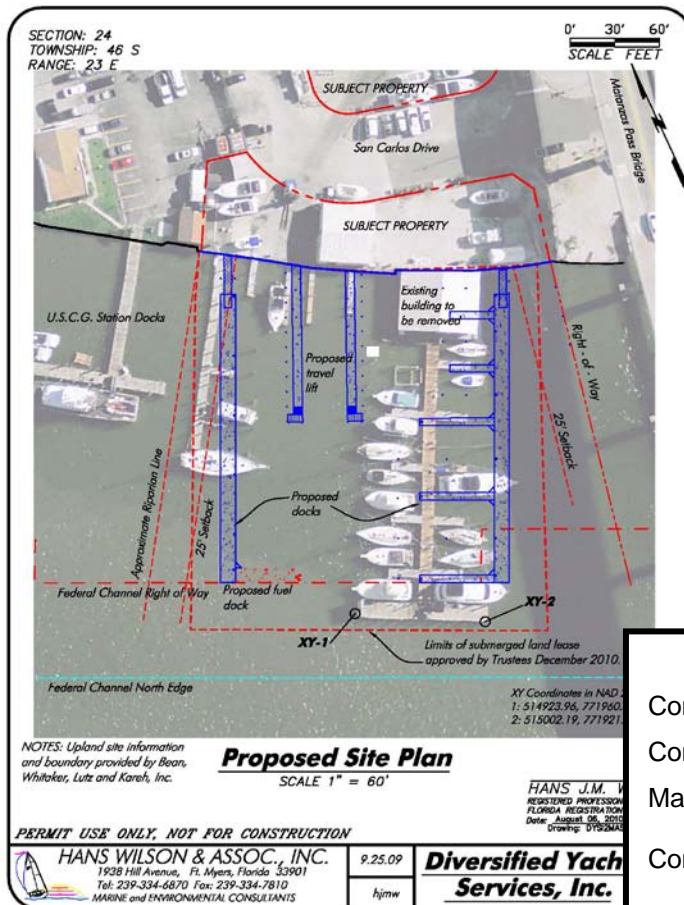 SECTION: 24
TOWNSHIP: 46 S
RANGE: 23 E
0' 30' 60'
SCALE FEET
SUBJECT PROPERTY
San Carlos Drive
Matanzas Pass Bridge
SUBJECT PROPERTY
U.S.C.G. Station Docks
Existing
building to
be removed
Proposed
travel
lift
Right - of - Way
25' Setback
Approximate Riparian Line
25' Setback
Proposed
docks
Federal Channel Right of Way
Proposed fuel
dock
XY-1
XY-2
Limits of submerged land lease
approved by Trustees December 2010.
Federal Channel North Edge
XY Coordinates in NAD
1: 514923.96, 771960.
2: 515002.19, 771921.
NOTES: Upland site information
and boundary provided by Bean,
Whitaker, Lutz and Kareh, Inc.
Proposed Site Plan
SCALE 1" = 60'
HANS J.M. W
REGISTERED PROFESSION
FLORIDA REGISTRATION
Date: August 06, 2010
Drawing:
PERMIT USE ONLY, NOT FOR CONSTRUCTION
HANS WILSON & ASSOC., INC.
1938 Hill Avenue, Ft. Myers, Florida 33901
Tel: 239-334-6870 Fax: 239-334-7810
MARINE and ENVIRONMENTAL CONSULTANTS
9.25.09
hjmw
Diversified Yach
Services, Inc.
Cor
Cor
Ma
Cor